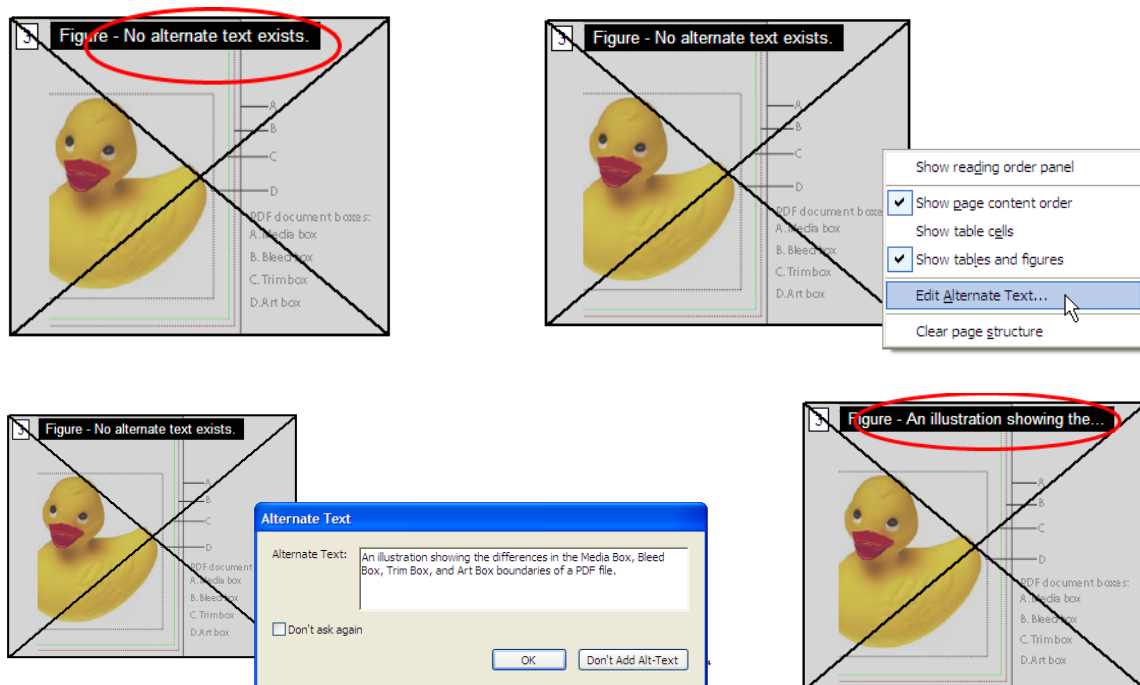 3 Figure - No alternate text exists.
A
B
C
D
PDF document boxes:
A. Media box
B. Bleed box
C. Trim box
D. Art box
3 Figure - No alternate text exists.
A
B
C
D
PDF document boxes:
A. Media box
B. Bleed box
C. Trim box
D. Art box
Show reading order panel
Show page content order
Show table cells
Show tables and figures
Edit Alternate Text...
Clear page structure
3 Figure - No alternate text exists.
A
B
C
D
PDF document
A. Media box
B. Bleed box
C. Trim box
D. Art box
Alternate Text
Alternate Text:
An illustration showing the differences in the Media Box, Bleed
Box, Trim Box, and Art Box boundaries of a PDF file.
Don't ask again
OK
Don't Add Alt-Text
3 Figure - An illustration showing the...
A
B
C
D
PDF document boxes:
A. Media box
B. Bleed box
C. Trim box
D. Art box